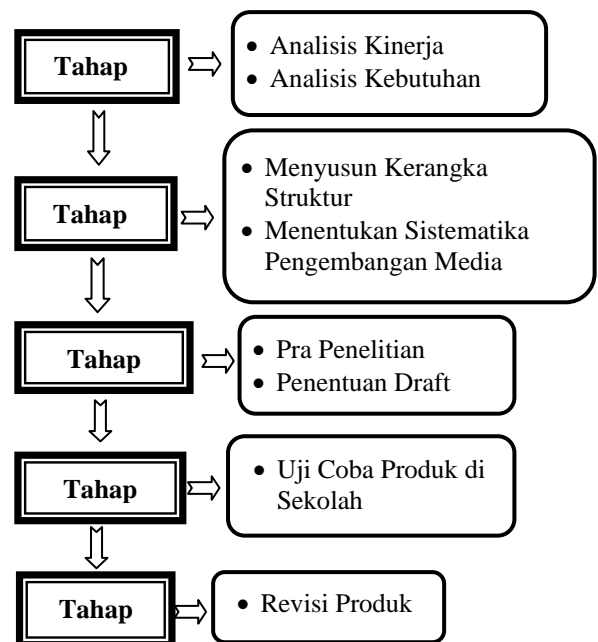 Tahap
• Analisis Kinerja
• Analisis Kebutuhan
Tahap
• Menyusun Kerangka
Struktur
• Menentukan Sistematika
Pengembangan Media
Tahap
• Pra Penelitian
• Penentuan Draft
Tahap
• Uji Coba Produk di
Sekolah
Tahap
• Revisi Produk